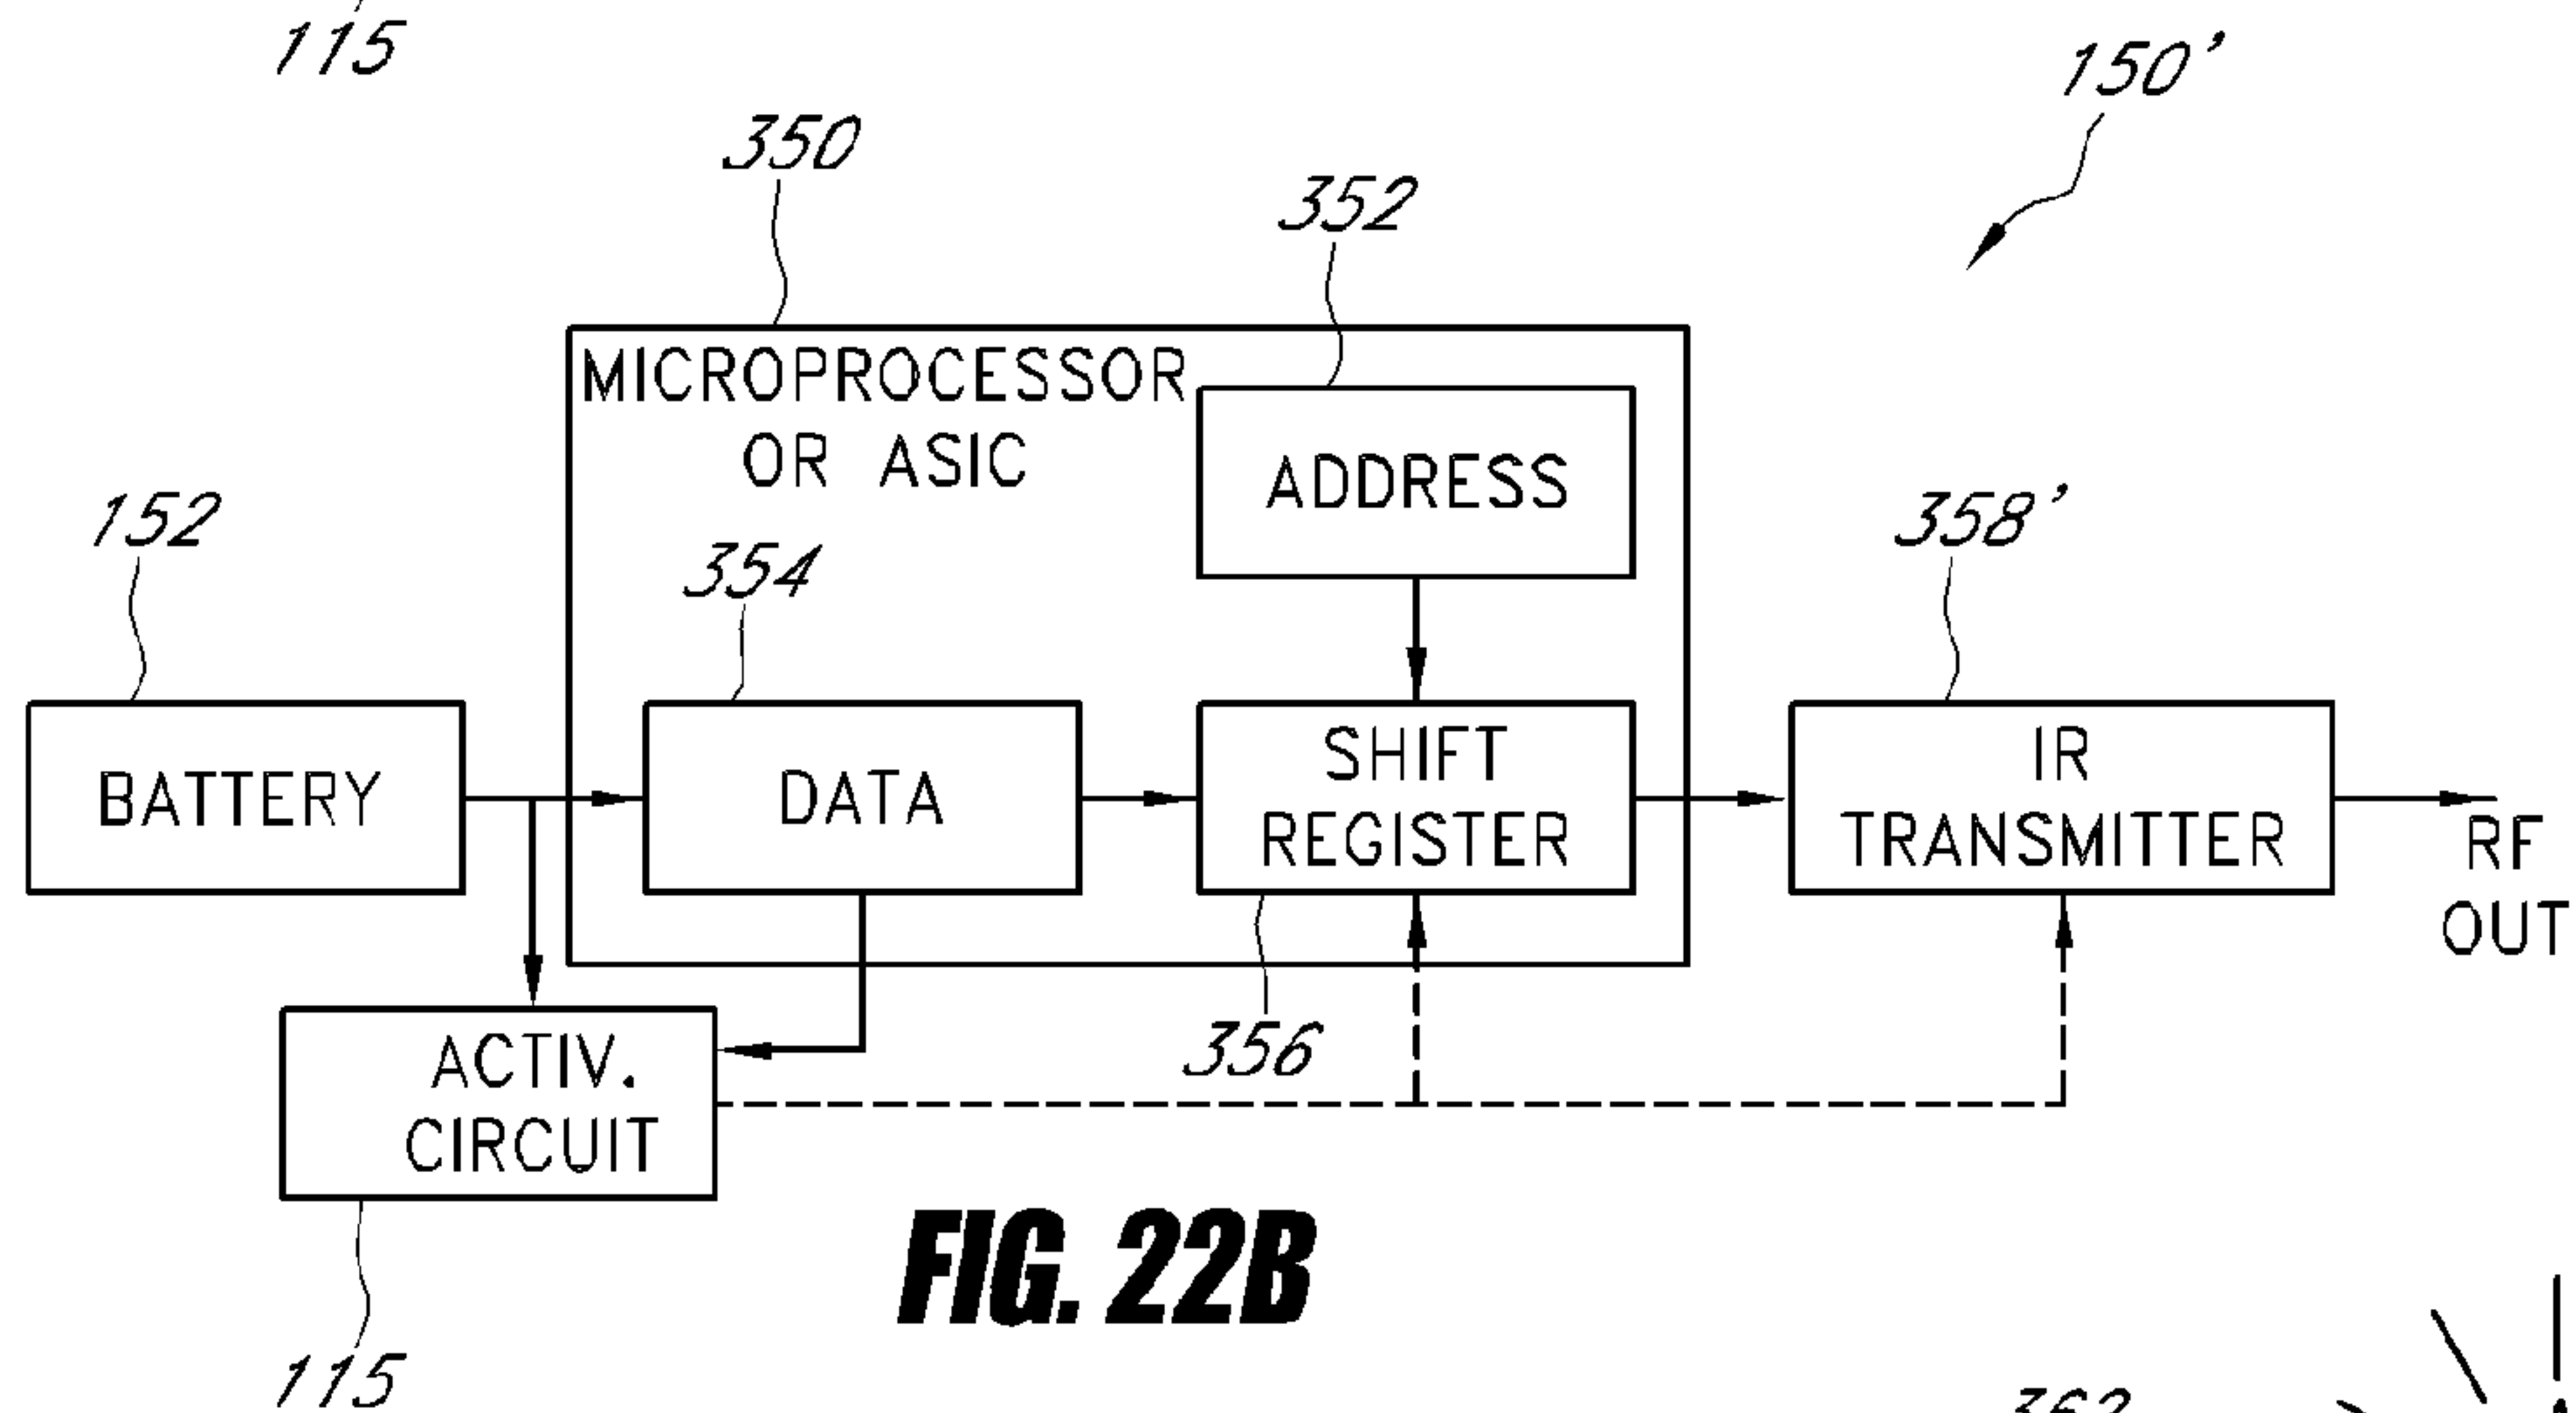 115
150'
350
352
MICROPROCESSOR
OR ASIC
ADDRESS
152
354
358'
BATTERY
DATA
SHIFT
REGISTER
IR
TRANSMITTER
RF
OUT
ACTIV.
CIRCUIT
356
115
FIG. 22B